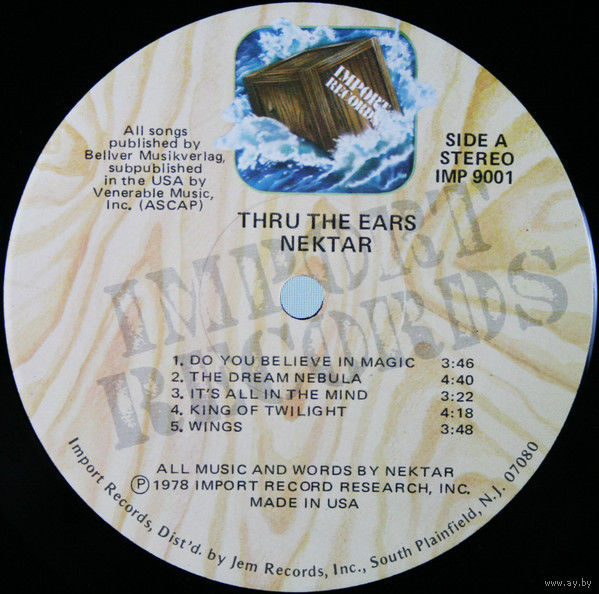 IMPORT
RECORDS
All songs
published by
Bellver Musikverlag,
subpublished
in the USA by
Venerable Music,
Inc. (ASCAP)
SIDE A
STEREO
IMP 9001
THRU THE EARS
NEKTAR
IMPORT
RECORDS
1. DO YOU BELIEVE IN MAGIC 3:46
2. THE DREAM NEBULA 4:40
3. IT'S ALL IN THE MIND 3:22
4. KING OF TWILIGHT 4:18
5. WINGS 3:48
ALL MUSIC AND WORDS BY NEKTAR
Ⓟ 1978 IMPORT RECORD RESEARCH, INC.
MADE IN USA
Import Records, Dist'd. by Jem Records, Inc., South Plainfield, N.J. 07080
www.ay.by